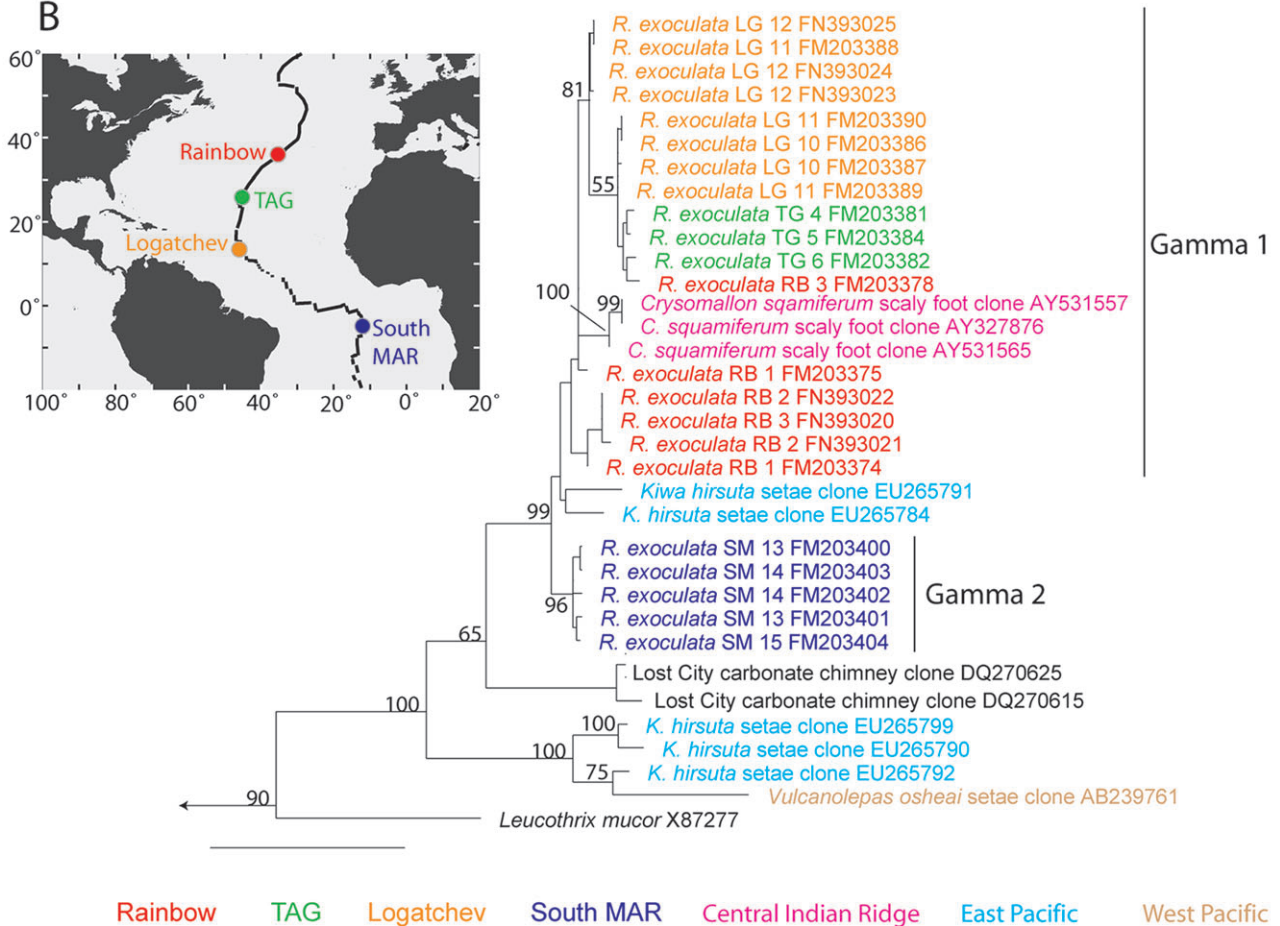 B
60°
40°
20°
0°
100°
80°
60°
40°
20°
0°
20°
Rainbow
TAG
Logatchev
South
MAR
R. exoculata LG 12 FN393025
R. exoculata LG 11 FM203388
R. exoculata LG 12 FN393024
R. exoculata LG 12 FN393023
81
R. exoculata LG 11 FM203390
R. exoculata LG 10 FM203386
R. exoculata LG 10 FM203387
R. exoculata LG 11 FM203389
55
R. exoculata TG 4 FM203381
R. exoculata TG 5 FM203384
R. exoculata TG 6 FM203382
R. exoculata RB 3 FM203378
Gamma 1
100
99
Crysomallon sqamiferum scaly foot clone AY531557
C. squamiferum scaly foot clone AY327876
C. squamiferum scaly foot clone AY531565
R. exoculata RB 1 FM203375
R. exoculata RB 2 FN393022
R. exoculata RB 3 FN393020
R. exoculata RB 2 FN393021
R. exoculata RB 1 FM203374
Kiwa hirsuta setae clone EU265791
K. hirsuta setae clone EU265784
99
R. exoculata SM 13 FM203400
R. exoculata SM 14 FM203403
R. exoculata SM 14 FM203402
R. exoculata SM 13 FM203401
R. exoculata SM 15 FM203404
96
Gamma 2
65
Lost City carbonate chimney clone DQ270625
Lost City carbonate chimney clone DQ270615
100
100
K. hirsuta setae clone EU265799
K. hirsuta setae clone EU265790
100
75
K. hirsuta setae clone EU265792
Vulcanolepas osheai setae clone AB239761
90
Leucothrix mucor X87277
Rainbow TAG Logatchev South MAR Central Indian Ridge East Pacific West Pacific